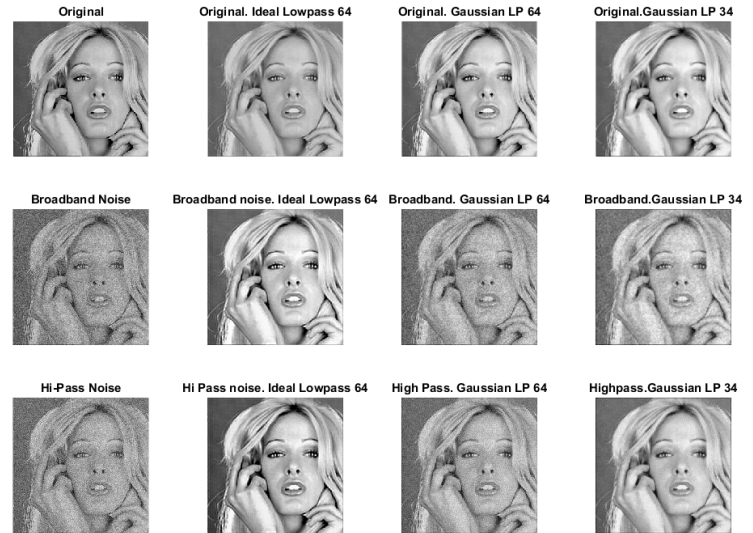 Original
Original. Ideal Lowpass 64
Original. Gaussian LP 64
Original.Gaussian LP 34
Broadband Noise
Broadband noise. Ideal Lowpass 64
Broadband. Gaussian LP 64
Broadband.Gaussian LP 34
Hi-Pass Noise
Hi Pass noise. Ideal Lowpass 64
High Pass. Gaussian LP 64
Highpass.Gaussian LP 34